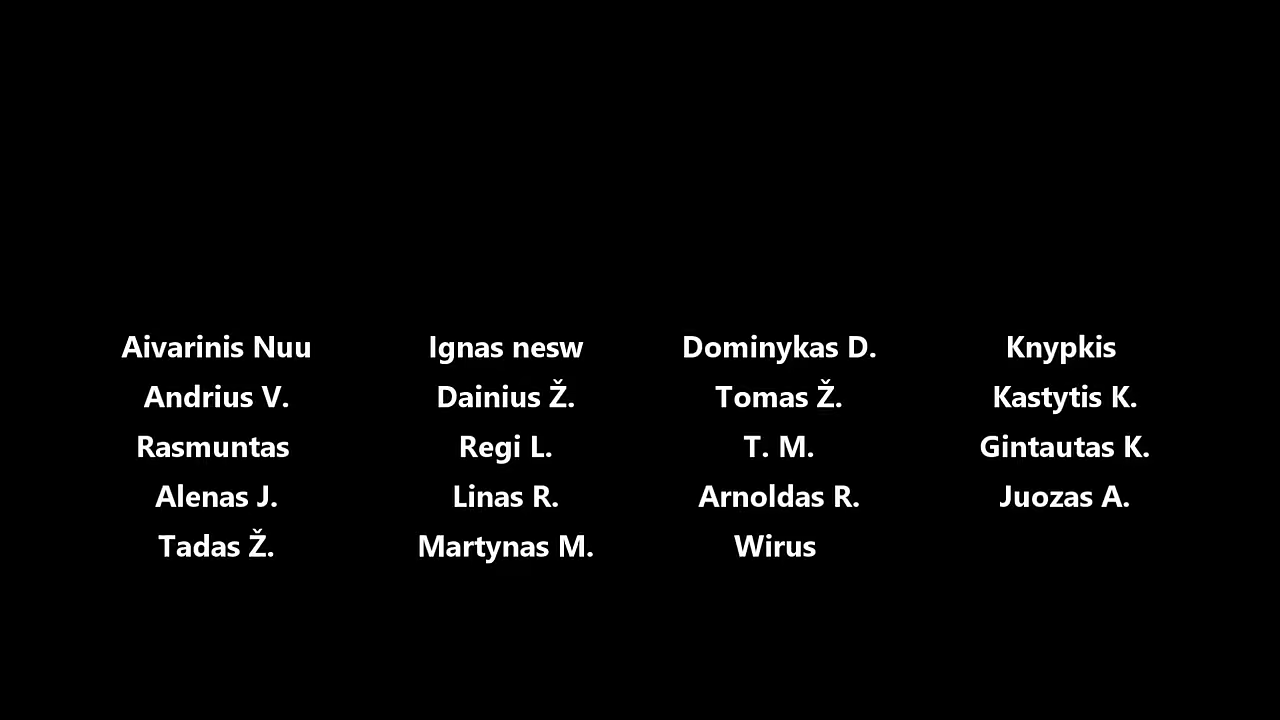 Aivarinis Nuu Ignas nesw Dominykas D. Knypkis
Andrius V. Dainius Ž. Tomas Ž. Kastytis K.
Rasmuntas Regi L. T. M. Gintautas K.
Alenas J. Linas R. Arnoldas R. Juozas A.
Tadas Ž. Martynas M. Wirus